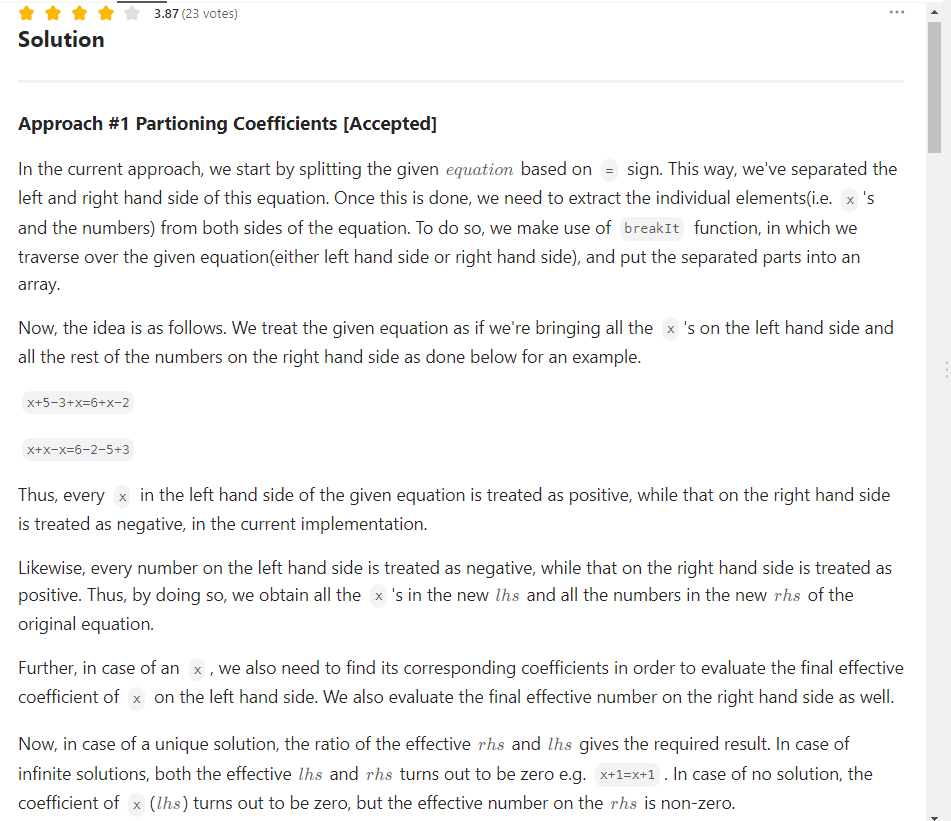 3.87 (23 votes)
Solution
Approach #1 Partioning Coefficients [Accepted]
In the current approach, we start by splitting the given equation based on = sign. This way, we've separated the
left and right hand side of this equation. Once this is done, we need to extract the individual elements(i.e. x 's
and the numbers) from both sides of the equation. To do so, we make use of breakIt function, in which we
traverse over the given equation(either left hand side or right hand side), and put the separated parts into an
array.
Now, the idea is as follows. We treat the given equation as if we're bringing all the x 's on the left hand side and
all the rest of the numbers on the right hand side as done below for an example.
x+5-3+x=6+x-2
x+x-x=6-2-5+3
Thus, every x in the left hand side of the given equation is treated as positive, while that on the right hand side
is treated as negative, in the current implementation.
Likewise, every number on the left hand side is treated as negative, while that on the right hand side is treated as
positive. Thus, by doing so, we obtain all the x 's in the new lhs and all the numbers in the new rhs of the
original equation.
Further, in case of an x , we also need to find its corresponding coefficients in order to evaluate the final effective
coefficient of x on the left hand side. We also evaluate the final effective number on the right hand side as well.
Now, in case of a unique solution, the ratio of the effective rhs and lhs gives the required result. In case of
infinite solutions, both the effective lhs and rhs turns out to be zero e.g. x+1=x+1 . In case of no solution, the
coefficient of x (lhs) turns out to be zero, but the effective number on the rhs is non-zero.